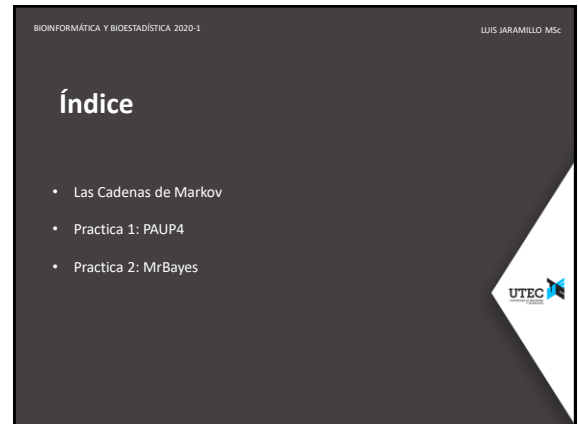 BIOINFORMÁTICA Y BIOESTADÍSTICA 2020-1
LUIS JARAMILLO MSc
Índice
• Las Cadenas de Markov
• Practica 1: PAUP4
• Practica 2: MrBayes
UTEC